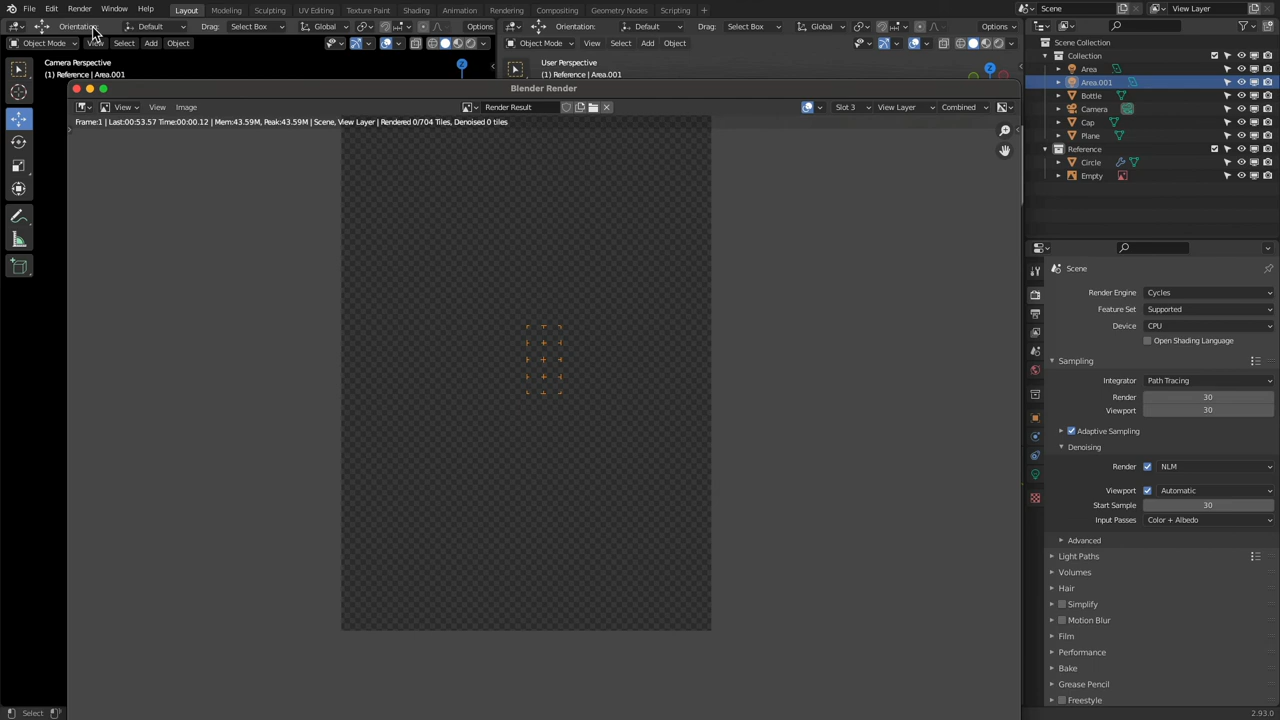 File Edit Render Window Help Layout Modeling Sculpting UV Editing Texture Paint Shading Animation Rendering Compositing Geometry Nodes Scripting + Scene View Layer
Orientation: Default Drag: Select Box Global Options Orientation: Default Drag: Select Box Global Options
Object Mode View Select Add Object Object Mode View Select Add Object
Scene Collection
Collection
Area
Area.001
Bottle
Camera
Cap
Plane
Reference
Circle
Empty
Camera Perspective
(1) Reference | Area.001
User Perspective
(1) Reference | Area.001
Z
Z
Blender Render
View View Image Render Result Slot 3 View Layer Combined
Frame:1 | Last:00:53.57 Time:00:00.12 | Mem:43.59M, Peak:43.59M | Scene, View Layer | Rendered 0/704 Tiles, Denoised 0 tiles
Scene
Render Engine Cycles
Feature Set Supported
Device CPU
Open Shading Language
Sampling
Integrator Path Tracing
Render 30
Viewport 30
Adaptive Sampling
Denoising
Render NLM
Viewport Automatic
Start Sample 30
Input Passes Color + Albedo
Advanced
Light Paths
Volumes
Hair
Simplify
Motion Blur
Film
Performance
Bake
Grease Pencil
Freestyle
Select 2.93.0